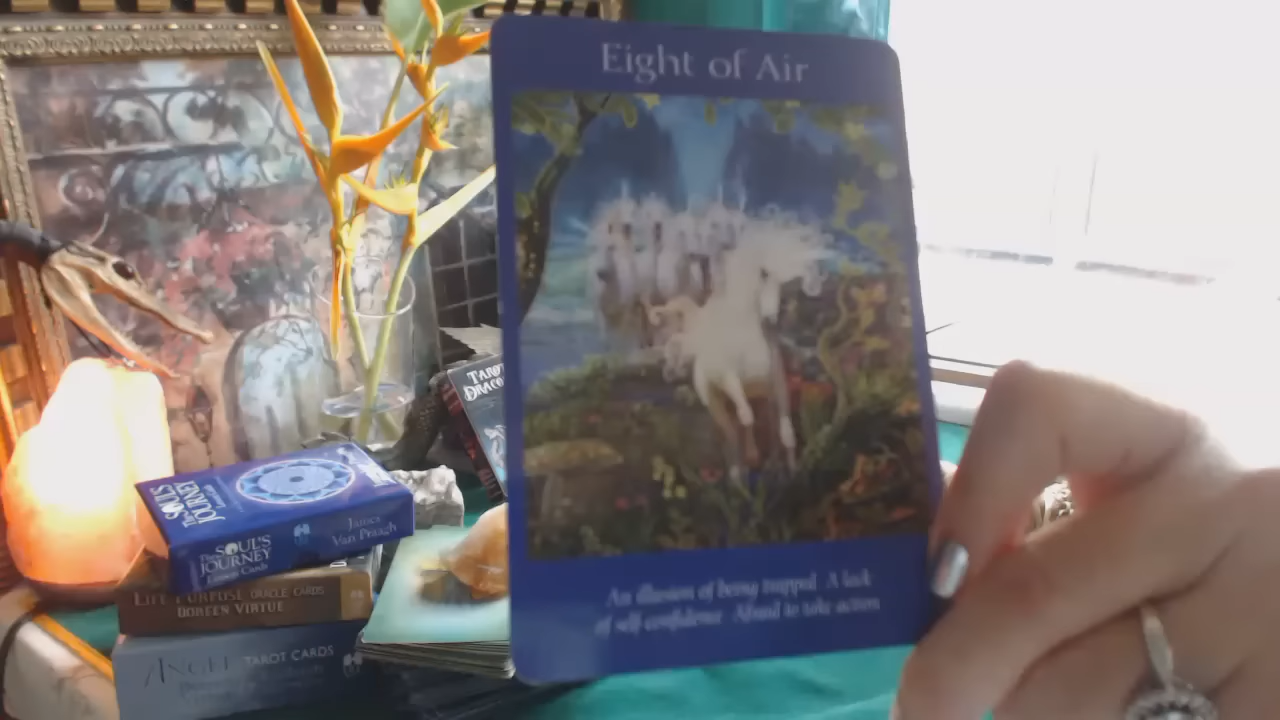 Eight of Air
An illusion of being trapped. A lack
of self-confidence. Afraid to take action
TAROT
DRACO
The
SOUL'S
JOURNEY
James
Van Praagh
The
SOUL'S
JOURNEY
Lesson Cards
LIFE PURPOSE ORACLE CARDS
DOREEN VIRTUE
ANGEL TAROT CARDS